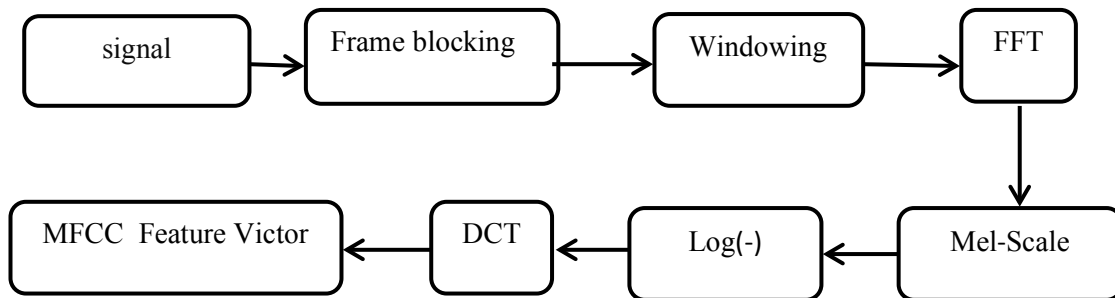 signal
Frame blocking
Windowing
FFT
Mel-Scale
Log(-)
DCT
MFCC Feature Victor